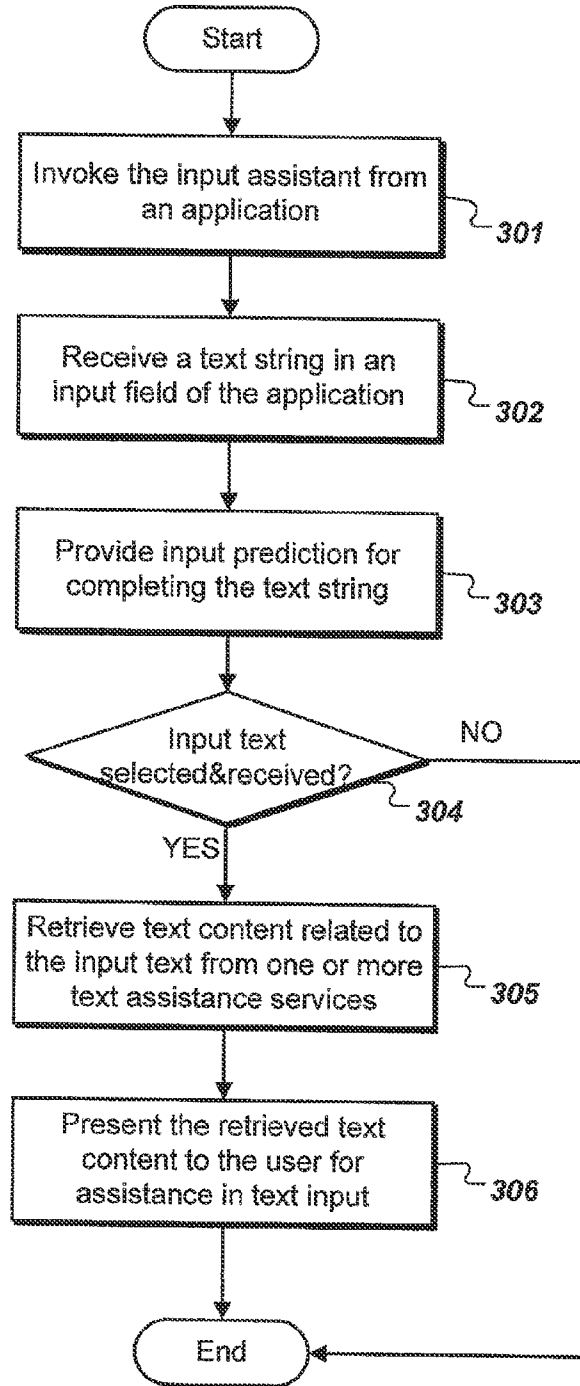 Start
Invoke the input assistant from
an application
301
Receive a text string in an
input field of the application
302
Provide input prediction for
completing the text string
303
Input text
selected&received?
NO
304
YES
Retrieve text content related to
the input text from one or more
text assistance services
305
Present the retrieved text
content to the user for
assistance in text input
306
End